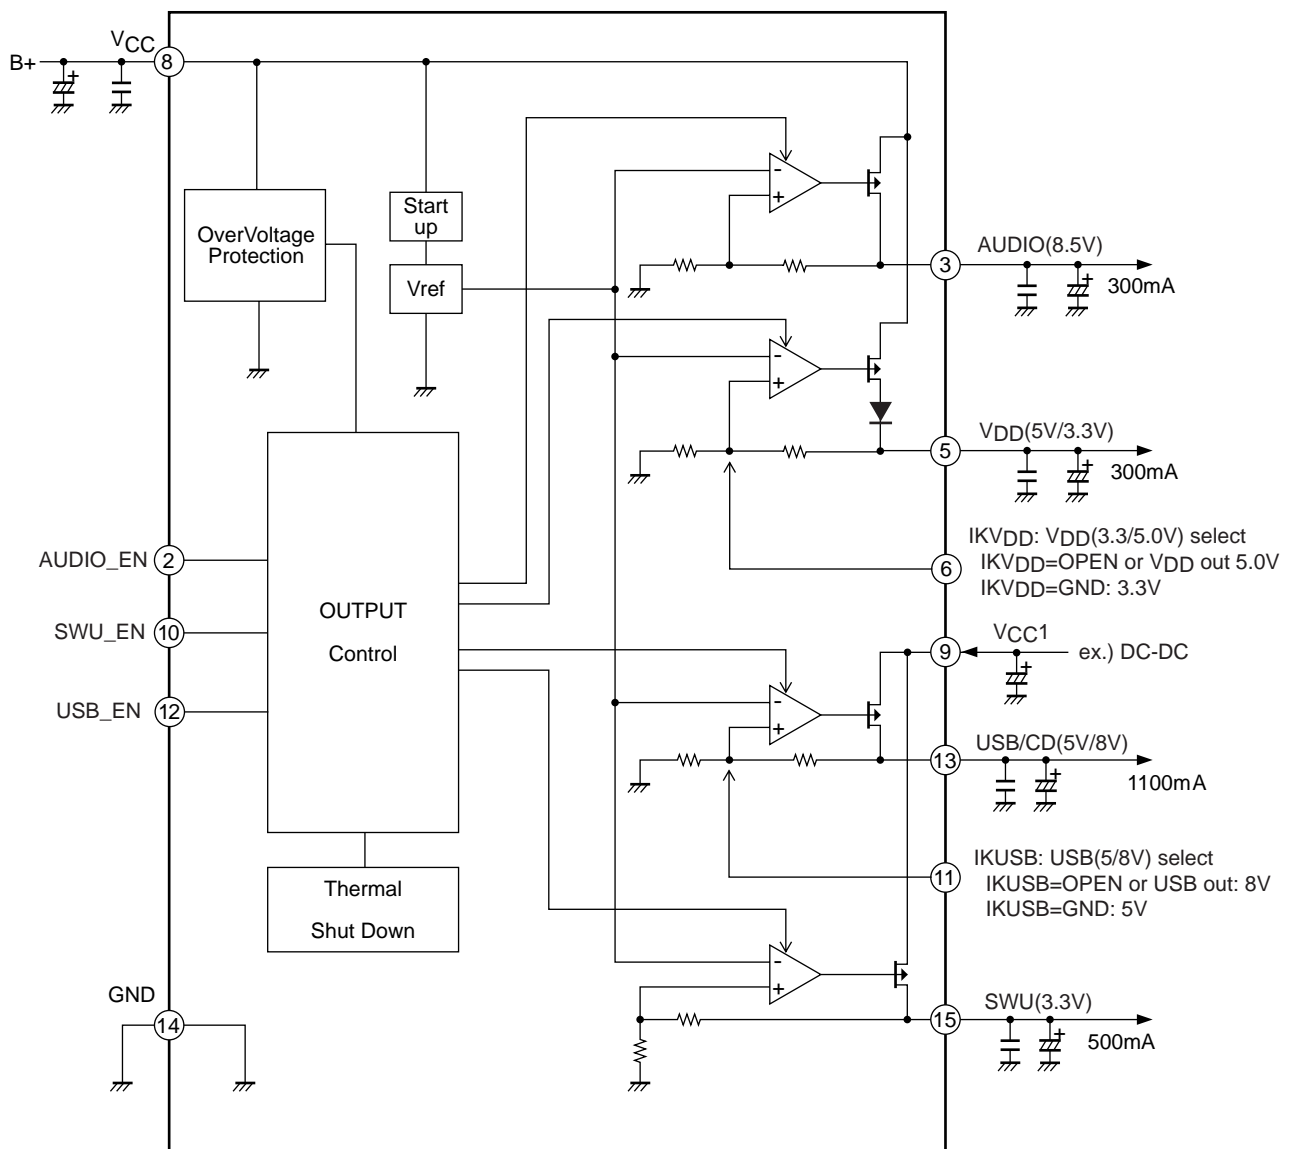 VCC
B+
8
Start
up
OverVoltage
Protection
Vref
-
+
AUDIO(8.5V)
3
+
300mA
-
+
VDD(5V/3.3V)
5
+
300mA
IKVDD: VDD(3.3/5.0V) select
IKVDD=OPEN or VDD out 5.0V
IKVDD=GND: 3.3V
6
AUDIO_EN
2
SWU_EN
10
USB_EN
12
OUTPUT
Control
VCC1
9
ex.) DC-DC
+
-
+
USB/CD(5V/8V)
13
+
1100mA
IKUSB: USB(5/8V) select
IKUSB=OPEN or USB out: 8V
IKUSB=GND: 5V
11
Thermal
Shut Down
-
+
GND
14
SWU(3.3V)
15
+
500mA
+